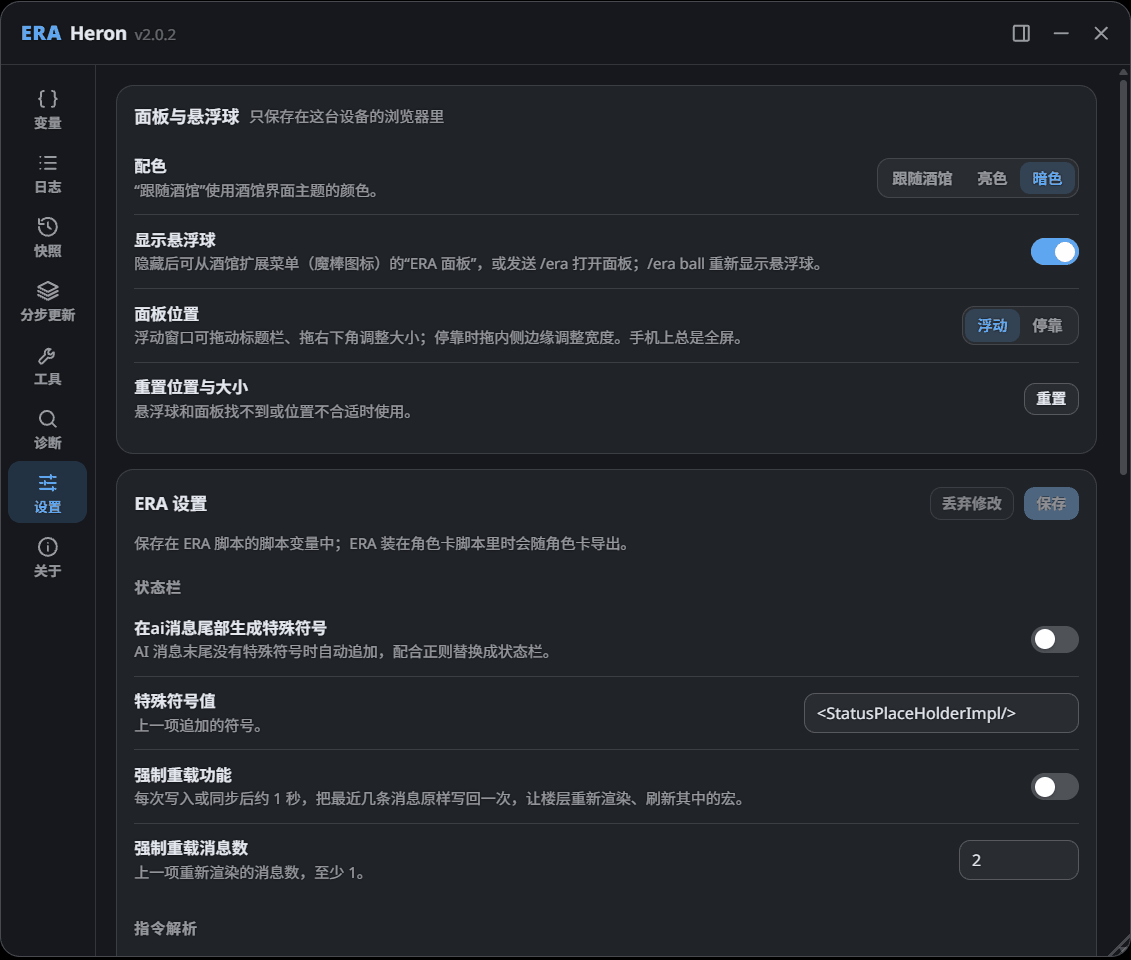 ERA Heron v2.0.2
变量
日志
快照
分步更新
工具
诊断
设置
关于
面板与悬浮球 只保存在这台设备的浏览器里
配色
“跟随酒馆”使用酒馆界面主题的颜色。
跟随酒馆 亮色 暗色
显示悬浮球
隐藏后可从酒馆扩展菜单（魔棒图标）的“ERA 面板”，或发送 /era 打开面板；/era ball 重新显示悬浮球。
面板位置
浮动窗口可拖动标题栏、拖右下角调整大小；停靠时拖内侧边缘调整宽度。手机上总是全屏。
浮动 停靠
重置位置与大小
悬浮球和面板找不到或位置不合适时使用。
重置
ERA 设置
丢弃修改 保存
保存在 ERA 脚本的脚本变量中；ERA 装在角色卡脚本里时会随角色卡导出。
状态栏
在ai消息尾部生成特殊符号
AI 消息末尾没有特殊符号时自动追加，配合正则替换成状态栏。
特殊符号值
上一项追加的符号。
<StatusPlaceHolderImpl/>
强制重载功能
每次写入或同步后约 1 秒，把最近几条消息原样写回一次，让楼层重新渲染、刷新其中的宏。
强制重载消息数
上一项重新渲染的消息数，至少 1。
2
指令解析